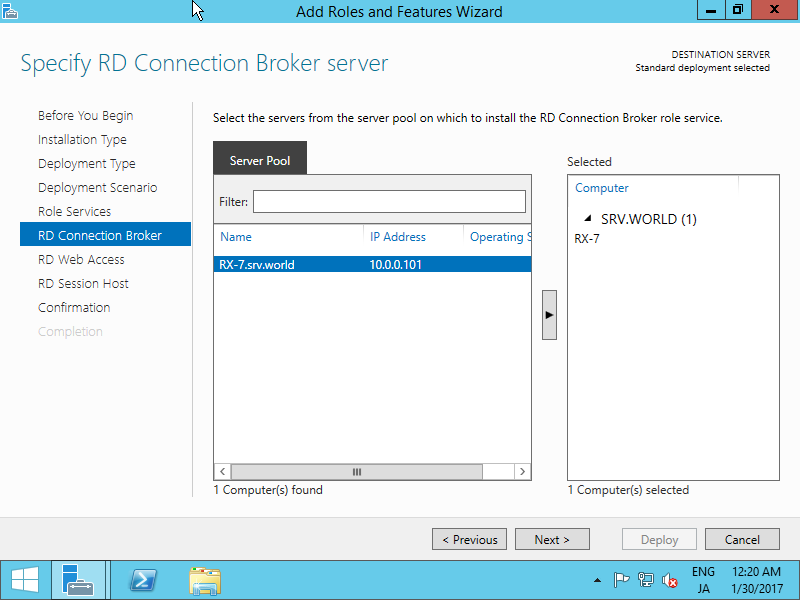 Add Roles and Features Wizard
Specify RD Connection Broker server
DESTINATION SERVER
Standard deployment selected
Before You Begin
Installation Type
Deployment Type
Deployment Scenario
Role Services
RD Connection Broker
RD Web Access
RD Session Host
Confirmation
Completion
Select the servers from the server pool on which to install the RD Connection Broker role service.
Server Pool
Filter:
Name IP Address Operating S
RX-7.srv.world 10.0.0.101
1 Computer(s) found
Selected
Computer
SRV.WORLD (1)
RX-7
1 Computer(s) selected
< Previous Next > Deploy Cancel
ENG 12:20 AM
JA 1/30/2017